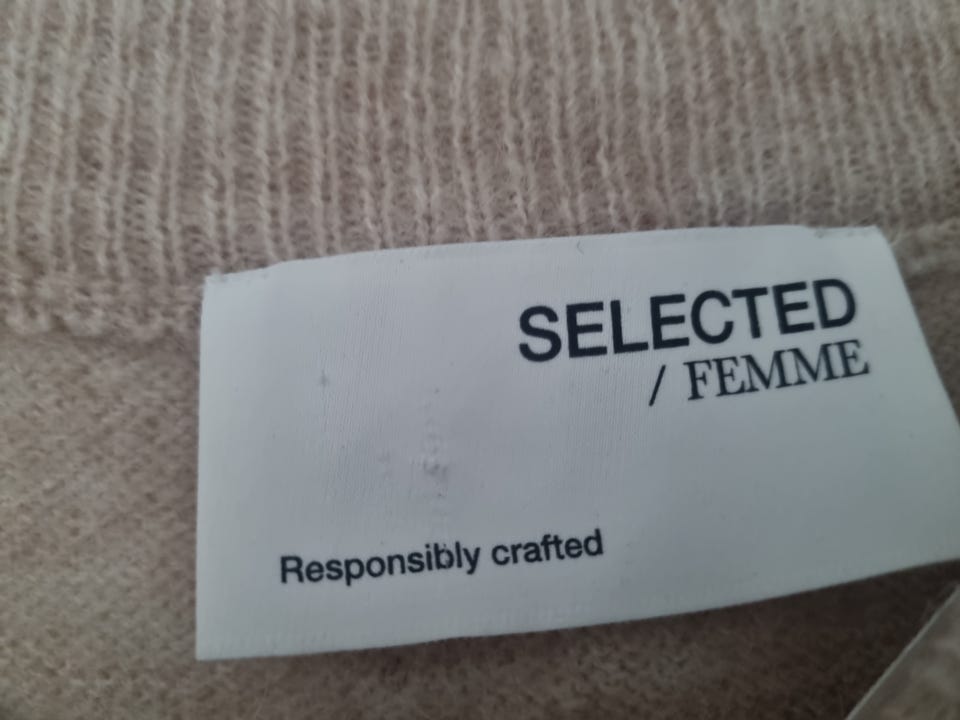 SELECTED
/ FEMME
Responsibly crafted